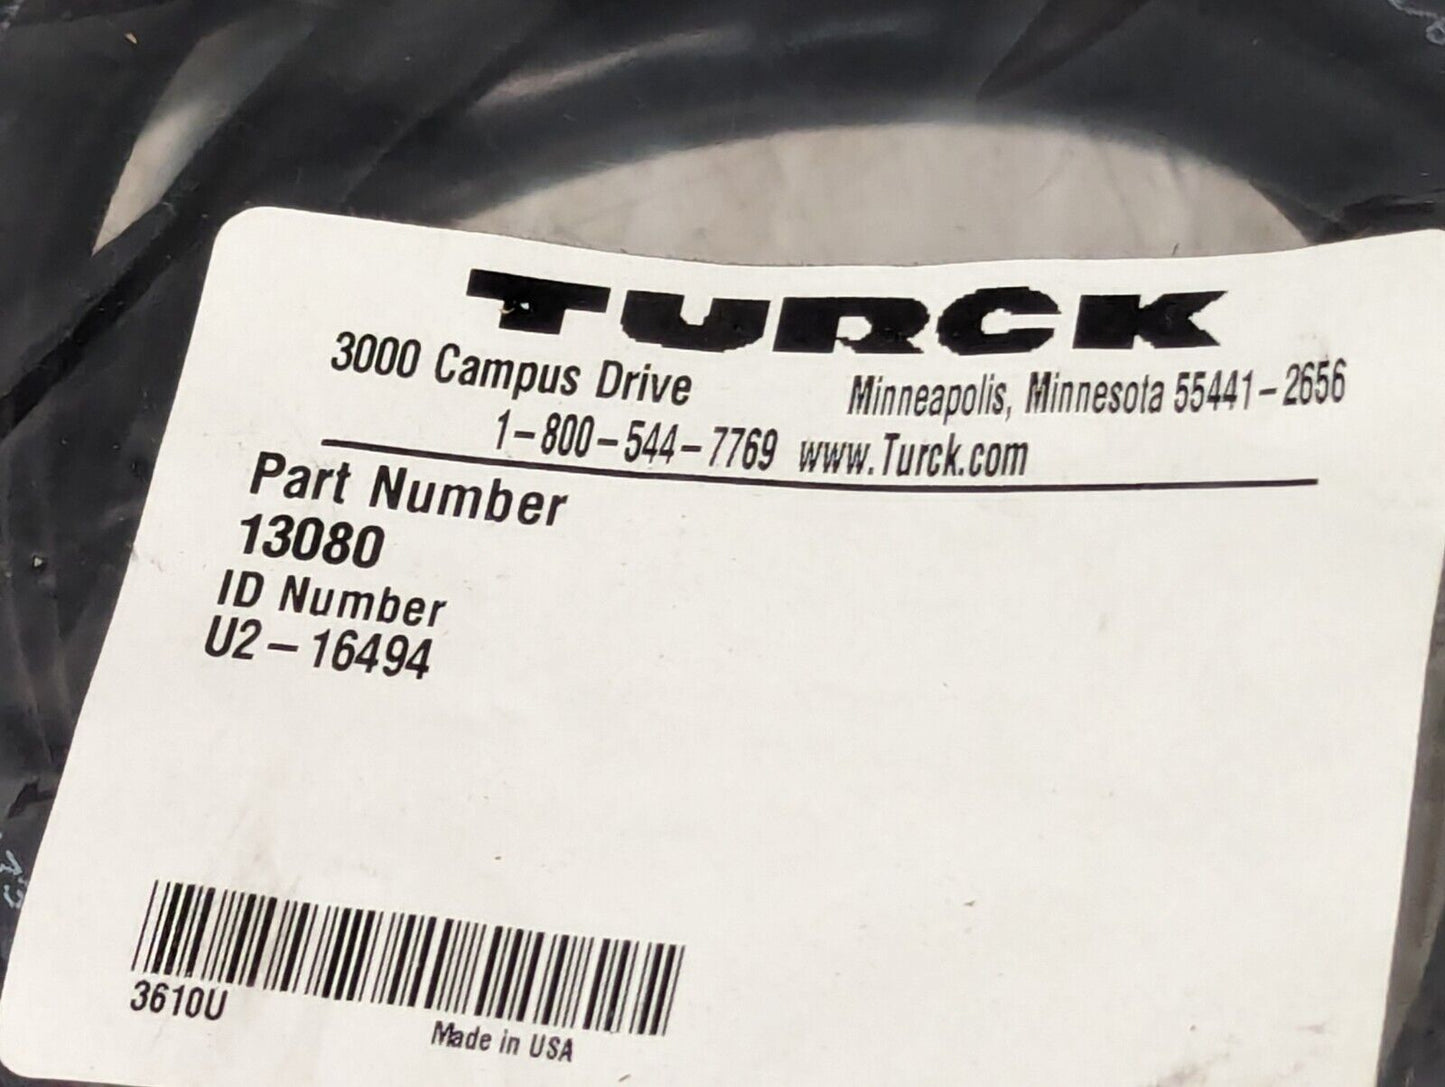 TURCK
3000 Campus Drive Minneapolis, Minnesota 55441-2656
1-800-544-7769 www.Turck.com
Part Number
13080
ID Number
U2-16494
3610U
Made in USA